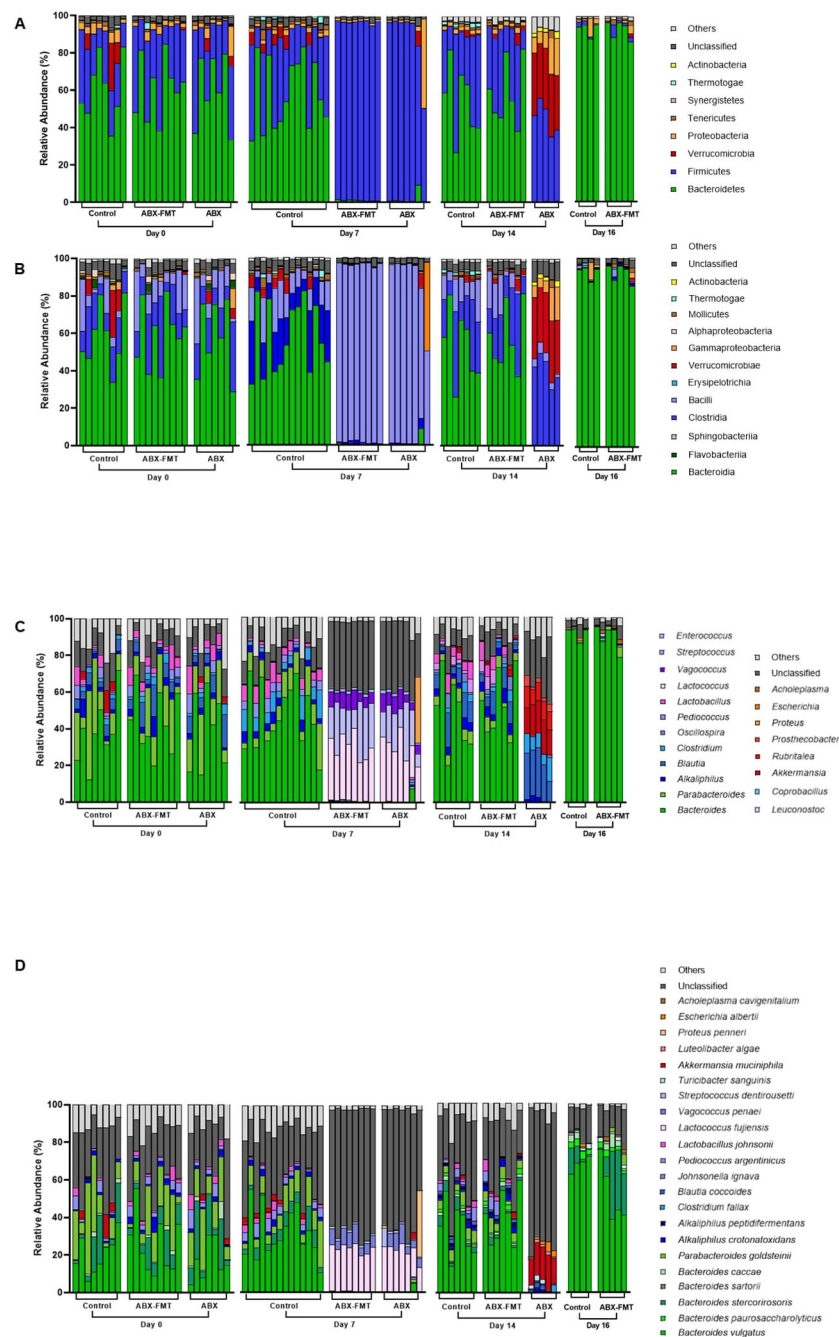 A
Relative Abundance (%)
100
80
60
40
20
0
Control
ABX-FMT
ABX
Day 0
Control
ABX-FMT
ABX
Day 7
Control
ABX-FMT
ABX
Day 14
Control
ABX-FMT
Day 16
Others
Unclassified
Actinobacteria
Thermotogae
Synergistetes
Tenericutes
Proteobacteria
Verrucomicrobia
Firmicutes
Bacteroidetes
B
Relative Abundance (%)
100
80
60
40
20
0
Control
ABX-FMT
ABX
Day 0
Control
ABX-FMT
ABX
Day 7
Control
ABX-FMT
ABX
Day 14
Control
ABX-FMT
Day 16
Others
Unclassified
Actinobacteria
Thermotogae
Mollicutes
Alphaproteobacteria
Gammaproteobacteria
Verrucomicrobiae
Erysipelotrichia
Bacilli
Clostridia
Sphingobacteriia
Flavobacteriia
Bacteroidia
C
Relative Abundance (%)
100
80
60
40
20
0
Control
ABX-FMT
ABX
Day 0
Control
ABX-FMT
ABX
Day 7
Control
ABX-FMT
ABX
Day 14
Control
ABX-FMT
Day 16
Enterococcus
Streptococcus
Vagococcus
Lactococcus
Lactobacillus
Pediococcus
Oscillospira
Clostridium
Blautia
Alkaliphilus
Parabacteroides
Bacteroides
Others
Unclassified
Acholeplasma
Escherichia
Proteus
Prosthecobacter
Rubritalea
Akkermansia
Coprobacillus
Leuconostoc
D
Relative Abundance (%)
100
80
60
40
20
0
Control
ABX-FMT
ABX
Day 0
Control
ABX-FMT
ABX
Day 7
Control
ABX-FMT
ABX
Day 14
Control
ABX-FMT
Day 16
Others
Unclassified
Acholeplasma cavigenitalium
Escherichia albertii
Proteus penneri
Luteolibacter algae
Akkermansia muciniphila
Turicibacter sanguinis
Streptococcus dentirousetti
Vagococcus penaei
Lactococcus fujiensis
Lactobacillus johnsonii
Pediococcus argentinicus
Johnsonella ignava
Blautia coccoides
Clostridium fallax
Alkaliphilus peptidifermentans
Alkaliphilus crotonatoxidans
Parabacteroides goldsteinii
Bacteroides caccae
Bacteroides sartorii
Bacteroides stercorirosoris
Bacteroides paurosaccharolyticus
Bacteroides vulgatus